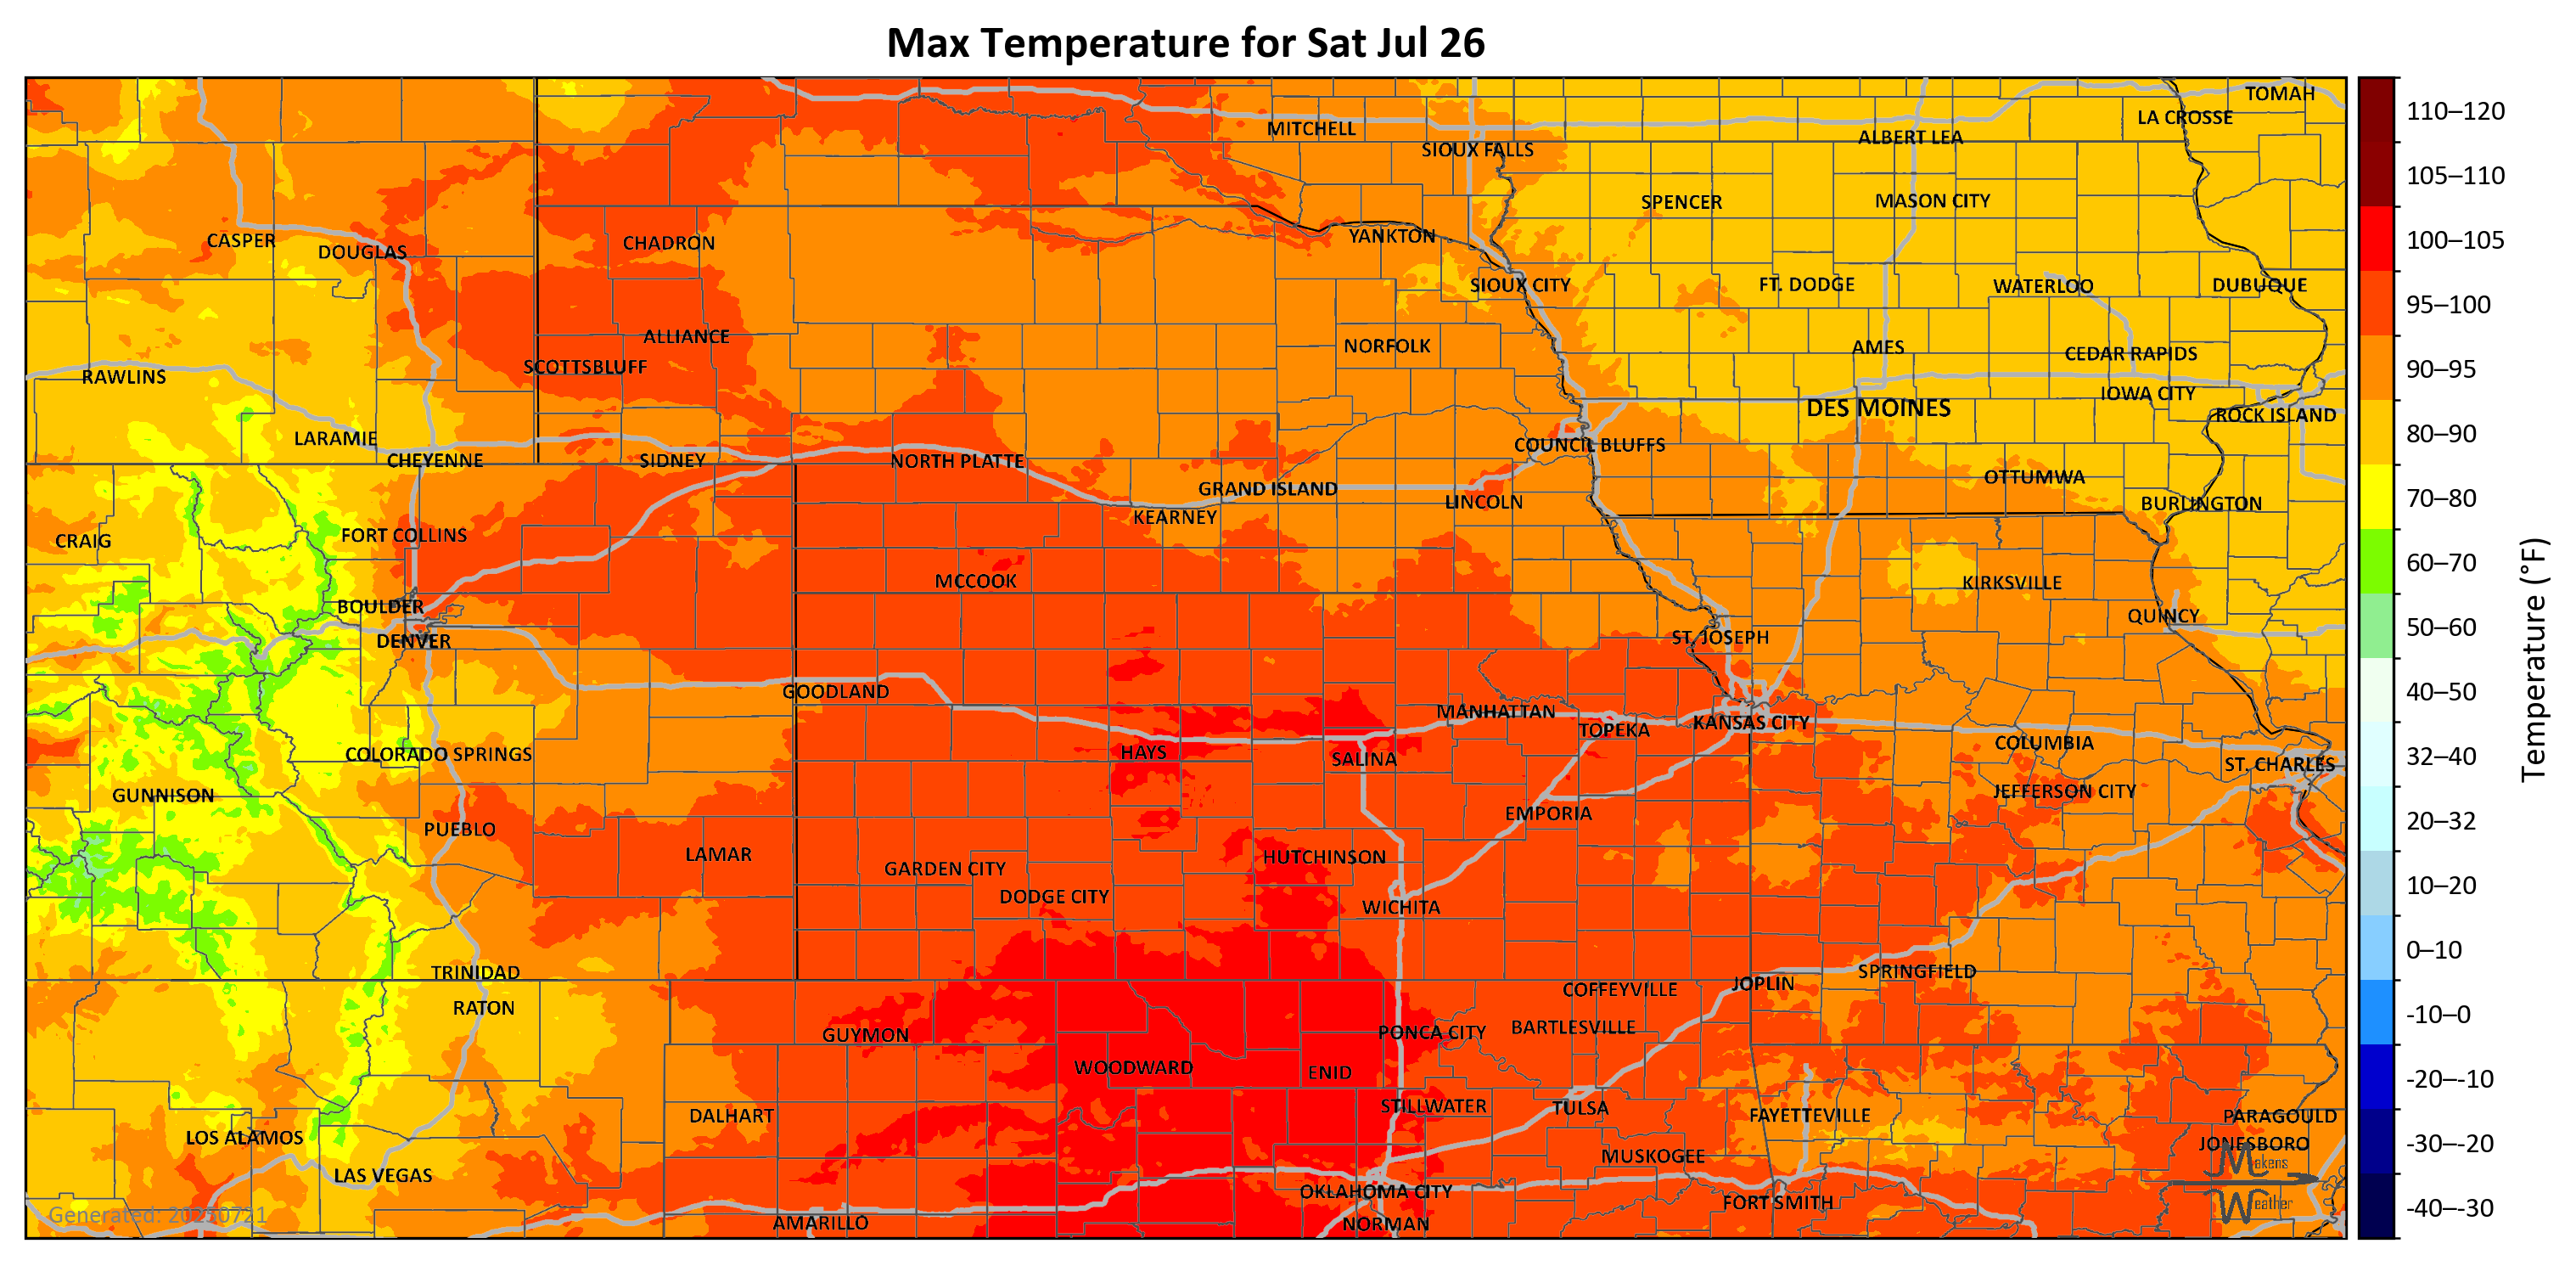 Max Temperature for Sat Jul 26
TOMAH
LA CROSSE
MITCHELL
ALBERT LEA
SIOUX FALLS
SPENCER
MASON CITY
CASPER
DOUGLAS
CHADRON
YANKTON
SIOUX CITY
FT. DODGE
WATERLOO
DUBUQUE
ALLIANCE
NORFOLK
AMES
CEDAR RAPIDS
SCOTTSBLUFF
RAWLINS
IOWA CITY
DES MOINES
ROCK ISLAND
LARAMIE
COUNCIL BLUFFS
CHEYENNE
SIDNEY
NORTH PLATTE
OTTUMWA
GRAND ISLAND
LINCOLN
BURLINGTON
KEARNEY
FORT COLLINS
CRAIG
MCCOOK
KIRKSVILLE
BOULDER
QUINCY
DENVER
ST. JOSEPH
GOODLAND
MANHATTAN
KANSAS CITY
TOPEKA
COLUMBIA
COLORADO SPRINGS
HAYS
SALINA
ST. CHARLES
GUNNISON
JEFFERSON CITY
EMPORIA
PUEBLO
LAMAR
HUTCHINSON
GARDEN CITY
DODGE CITY
WICHITA
TRINIDAD
SPRINGFIELD
JOPLIN
COFFEYVILLE
RATON
BARTLESVILLE
PONCA CITY
GUYMON
WOODWARD
ENID
STILLWATER
TULSA
DALHART
FAYETTEVILLE
PARAGOULD
LOS ALAMOS
JONESBORO
MUSKOGEE
LAS VEGAS
OKLAHOMA CITY
FORT SMITH
AMARILLO
NORMAN
Generated: 20250721
Makens
Weather
110–120
105–110
100–105
95–100
90–95
80–90
70–80
60–70
50–60
40–50
32–40
20–32
10–20
0–10
-10–0
-20–-10
-30–-20
-40–-30
Temperature (°F)